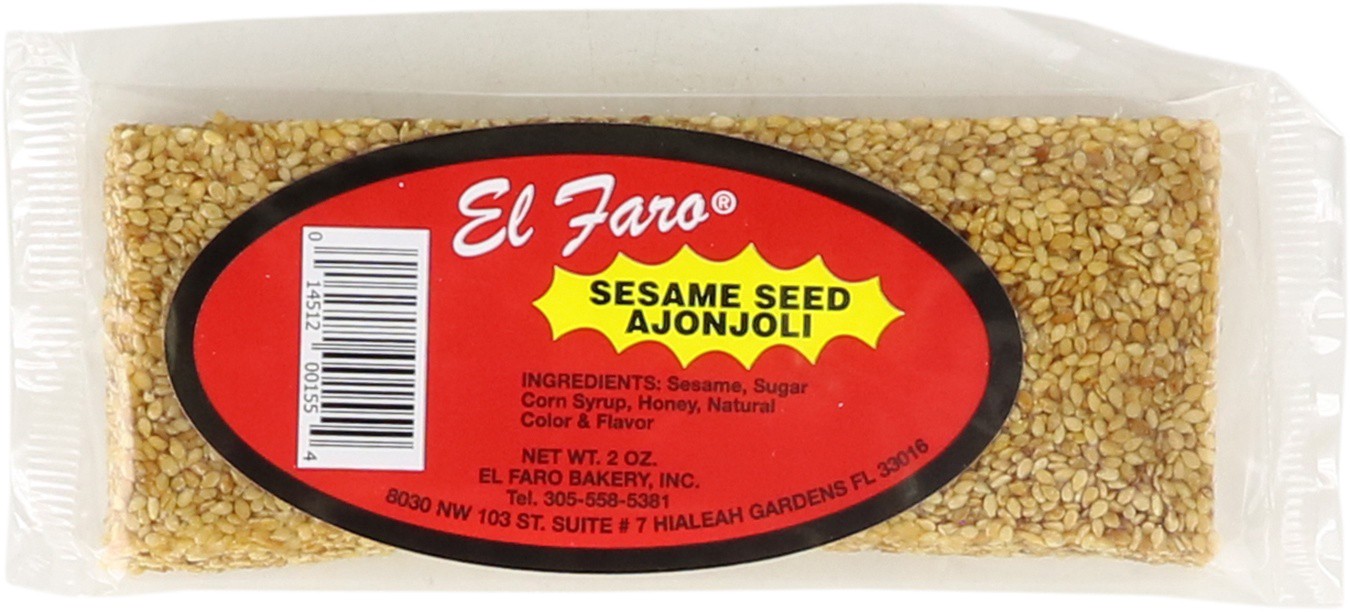 El Faro®
SESAME SEED
AJONJOLI
INGREDIENTS: Sesame, Sugar
Corn Syrup, Honey, Natural
Color & Flavor
NET WT. 2 OZ.
EL FARO BAKERY, INC.
Tel. 305-558-5381
8030 NW 103 ST. SUITE # 7 HIALEAH GARDENS FL 33016
0 14512 00155 4